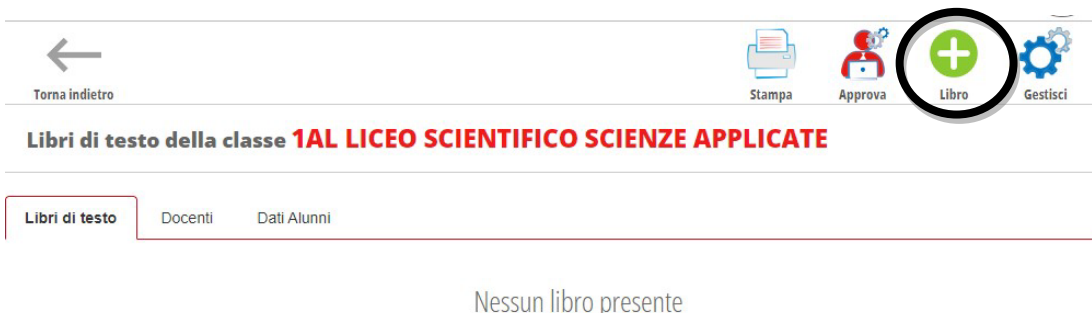 Torna indietro
Stampa Approva Libro Gestisci
Libri di testo della classe 1AL LICEO SCIENTIFICO SCIENZE APPLICATE
Libri di testo Docenti Dati Alunni
Nessun libro presente